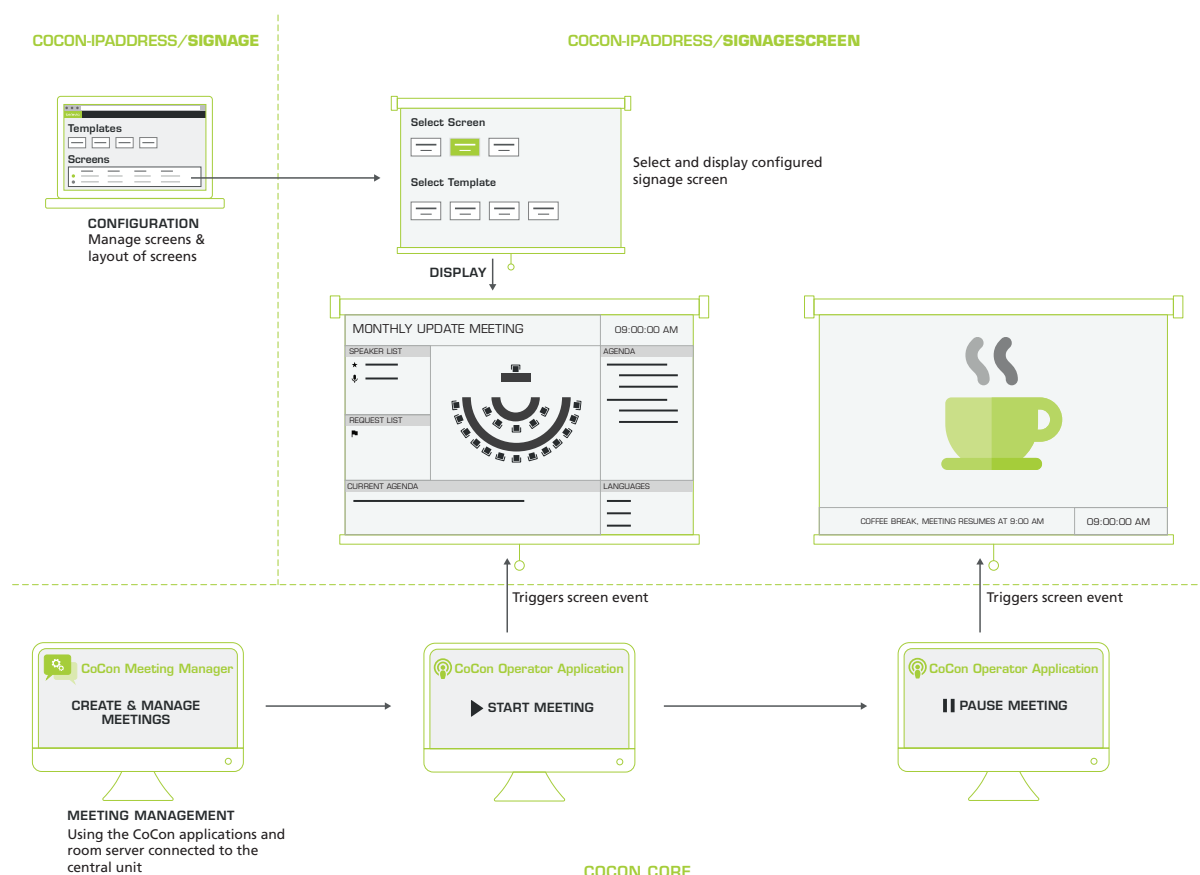 COCON-IPADDRESS/SIGNAGE
COCON-IPADDRESS/SIGNAGESCREEN
Templates
Screens
CONFIGURATION
Manage screens &
layout of screens
Select Screen
Select Template
Select and display configured
signage screen
DISPLAY
MONTHLY UPDATE MEETING
09:00:00 AM
SPEAKER LIST
REQUEST LIST
AGENDA
CURRENT AGENDA
LANGUAGES
COFFEE BREAK, MEETING RESUMES AT 9:00 AM
09:00:00 AM
Triggers screen event
Triggers screen event
CoCon Meeting Manager
CREATE & MANAGE
MEETINGS
CoCon Operator Application
START MEETING
CoCon Operator Application
PAUSE MEETING
MEETING MANAGEMENT
Using the CoCon applications and
room server connected to the
central unit
COCON CORE